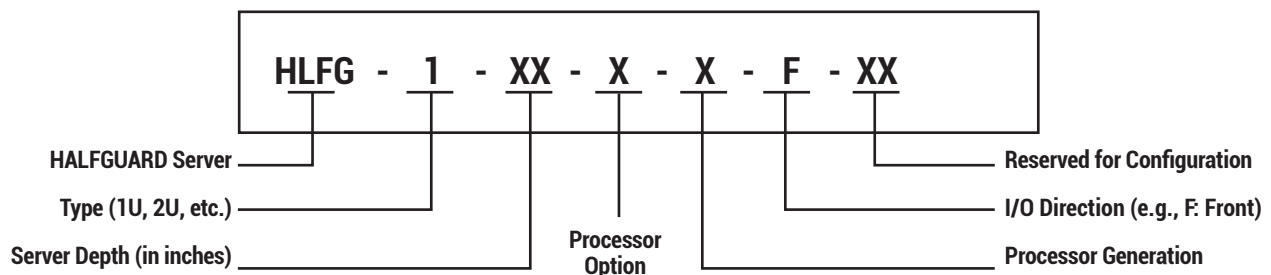 HLFG - 1 - XX - X - X - F - XX
HALFGUARD Server
Type (1U, 2U, etc.)
Server Depth (in inches)
Processor
Option
Reserved for Configuration
I/O Direction (e.g., F: Front)
Processor Generation